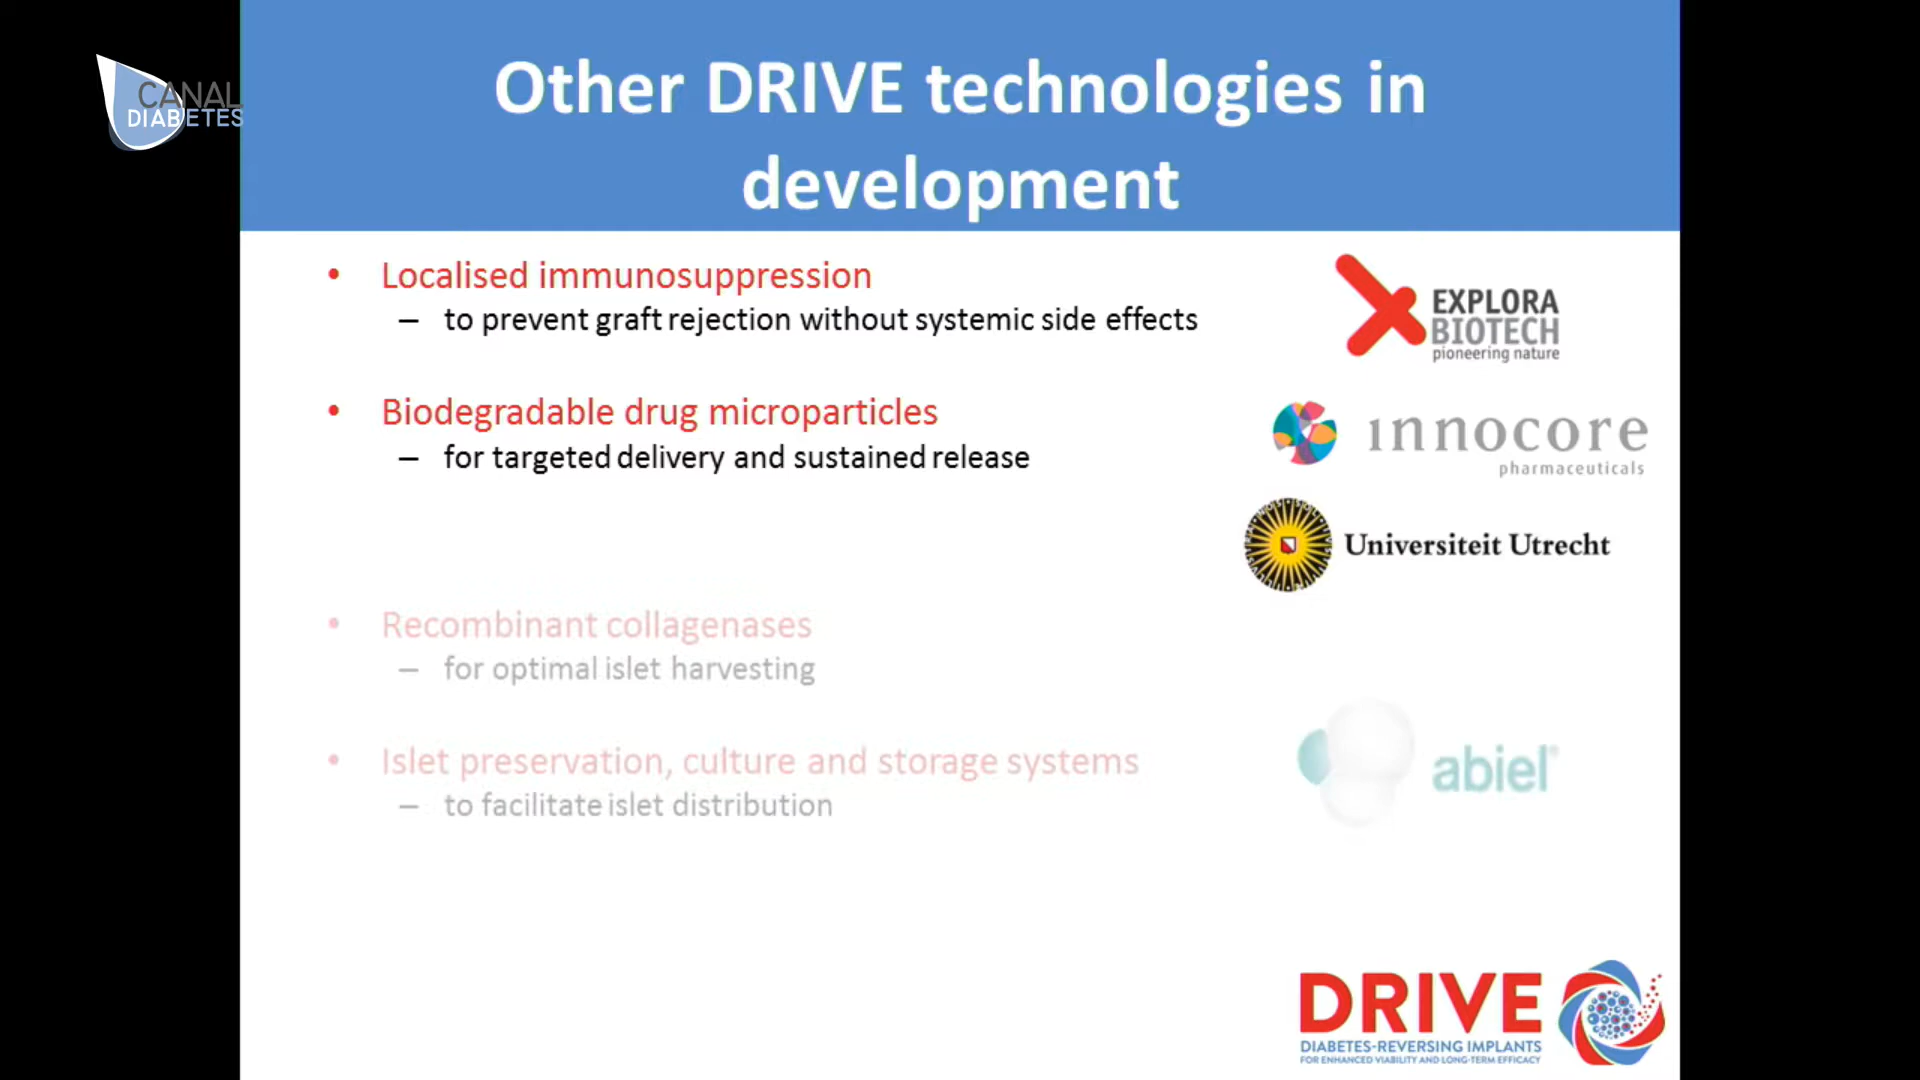 CANAL
DIABETES
Other DRIVE technologies in
development
• Localised immunosuppression
– to prevent graft rejection without systemic side effects
EXPLORA
BIOTECH
pioneering nature
• Biodegradable drug microparticles
– for targeted delivery and sustained release
innocore
pharmaceuticals
Universiteit Utrecht
• Recombinant collagenases
– for optimal islet harvesting
• Islet preservation, culture and storage systems
– to facilitate islet distribution
abiel®
DRIVE
DIABETES-REVERSING IMPLANTS
FOR ENHANCED VIABILITY AND LONG-TERM EFFICACY